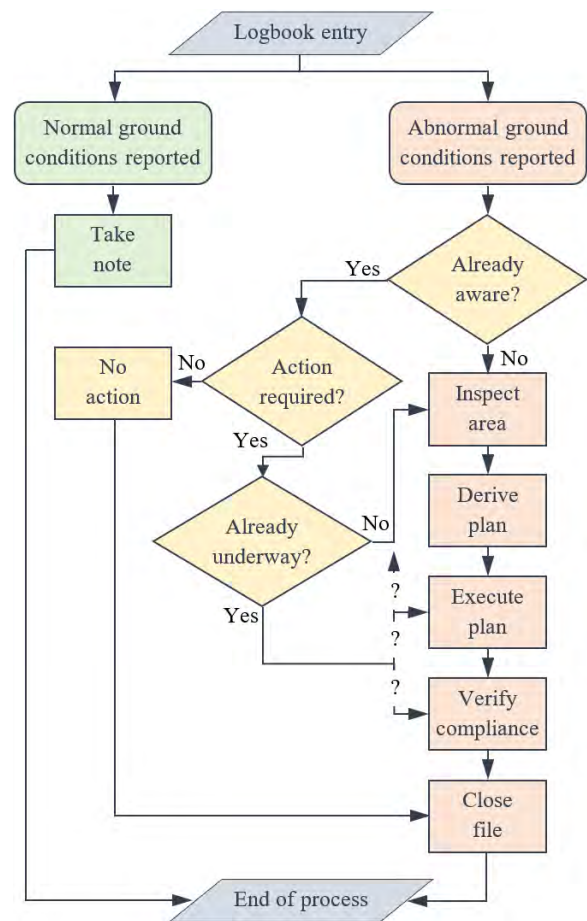 Logbook entry
Normal ground
conditions reported
Abnormal ground
conditions reported
Take
note
Already
aware?
Yes
No
No
action
No
Action
required?
Inspect
area
Yes
Derive
plan
Already
underway?
No
Yes
?
Execute
plan
?
?
Verify
compliance
Close
file
End of process